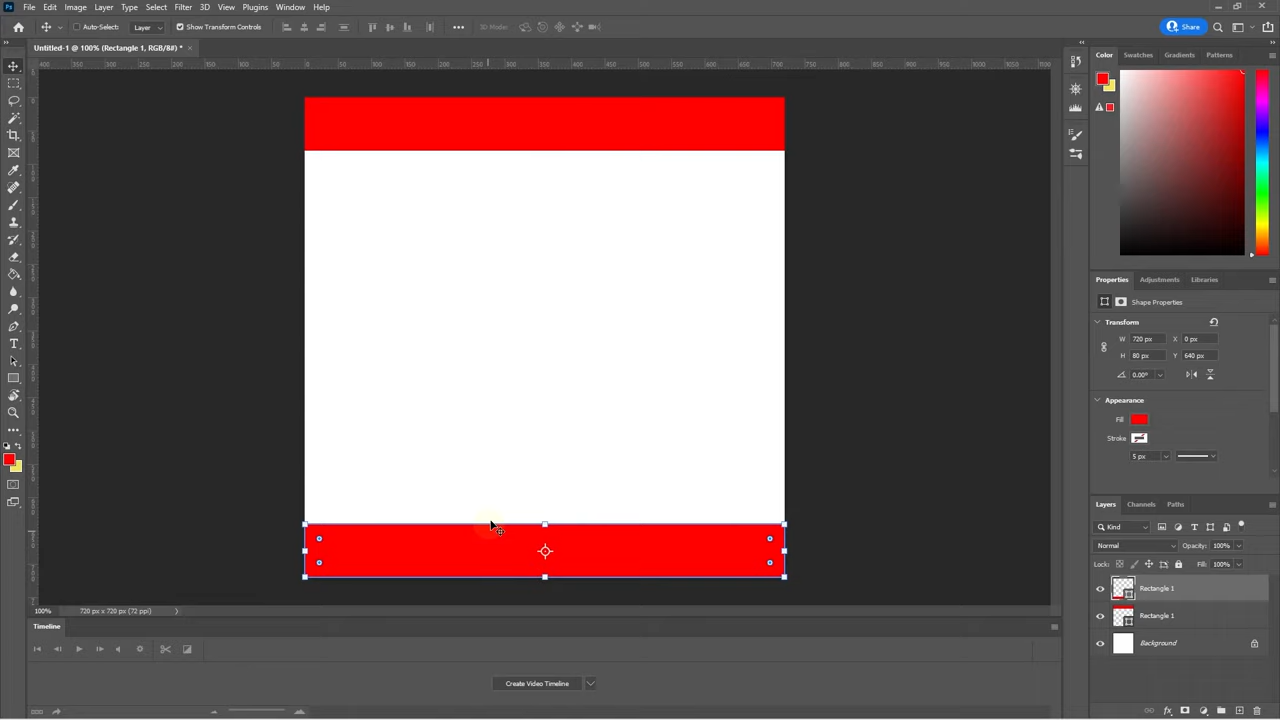 Ps File Edit Image Layer Type Select Filter 3D View Plugins Window Help
Auto-Select: Layer Show Transform Controls 3D Mode: Share
Untitled-1 @ 100% (Rectangle 1, RGB/8#) *
Color Swatches Gradients Patterns
Properties Adjustments Libraries
Shape Properties
Transform
W 720 px X 0 px
H 80 px Y 640 px
0.00°
Appearance
Fill
Stroke
5 px
Layers Channels Paths
Kind
Normal Opacity: 100%
Lock: Fill: 100%
Rectangle 1
Rectangle 1
Background
100% 720 px x 720 px (72 ppi)
Timeline
Create Video Timeline